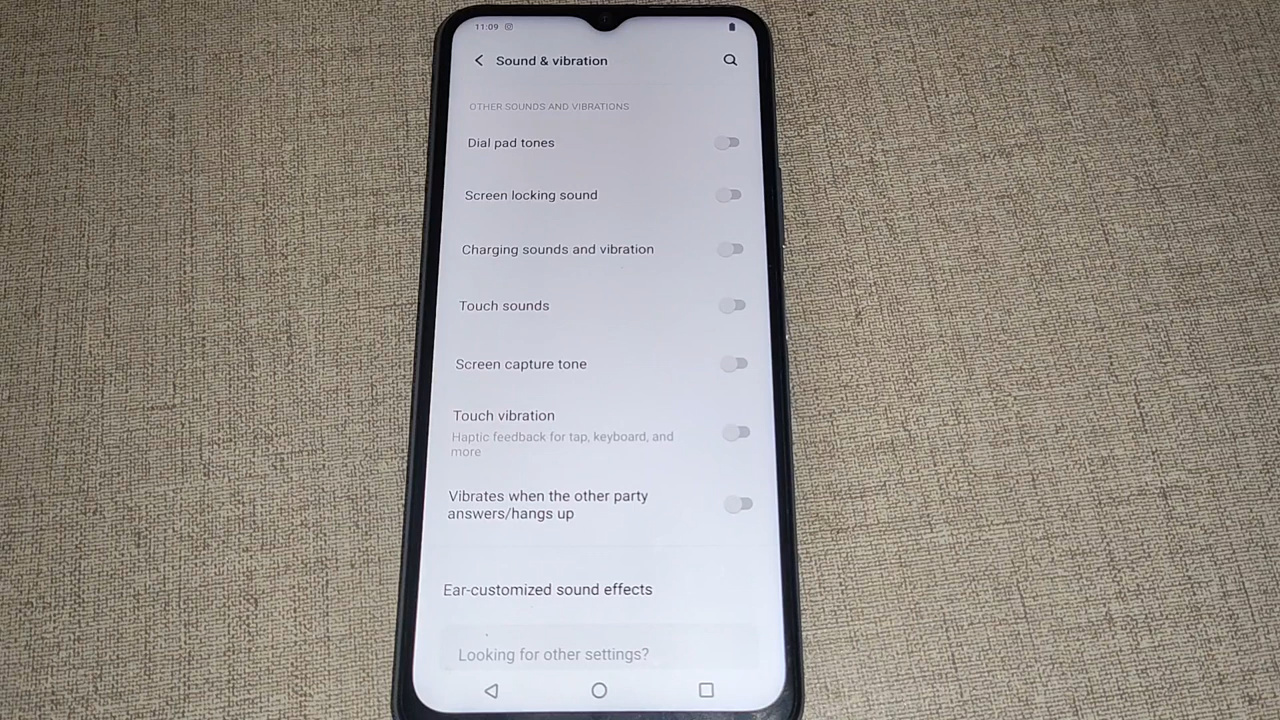 11:09
Sound & vibration
OTHER SOUNDS AND VIBRATIONS
Dial pad tones
Screen locking sound
Charging sounds and vibration
Touch sounds
Screen capture tone
Touch vibration
Haptic feedback for tap, keyboard, and
more
Vibrates when the other party
answers/hangs up
Ear-customized sound effects
Looking for other settings?